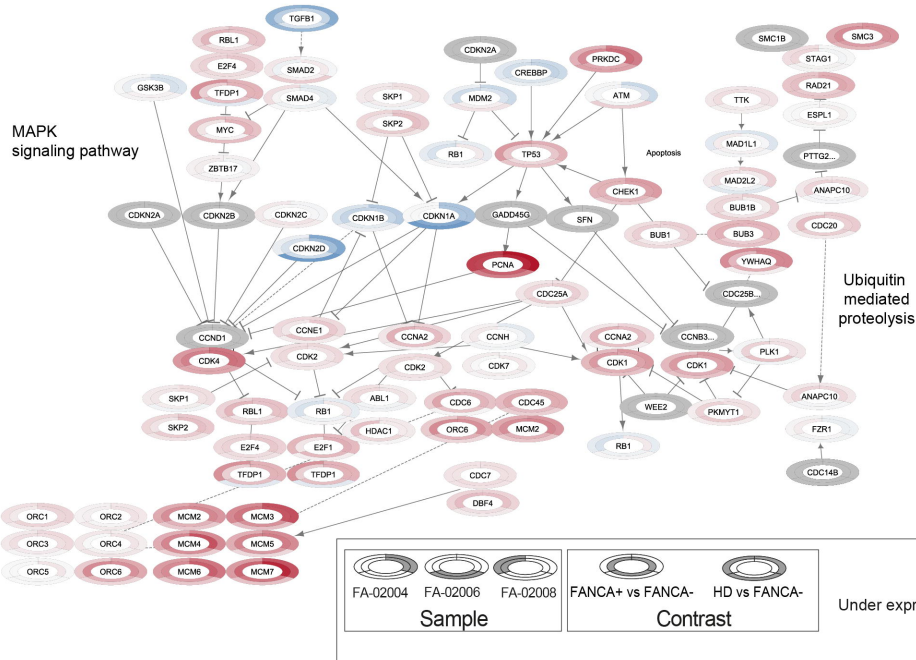 TGFB1
SMC1B
SMC3
RBL1
CDKN2A
STAG1
E2F4
SMAD2
CREBBP
PRKDC
RAD21
GSK3B
TFDP1
SMAD4
SKP1
MDM2
ATM
TTK
ESPL1
MAPK
signaling pathway
MYC
SKP2
RB1
TP53
Apoptosis
MAD1L1
PTTG2...
ZBTB17
CHEK1
MAD2L2
ANAPC10
CDKN2A
CDKN2B
CDKN2C
CDKN1B
CDKN1A
GADD45G
SFN
BUB1B
BUB1
BUB3
CDC20
CDKN2D
PCNA
YWHAQ
Ubiquitin
mediated
proteolysis
CDC25A
CDC25B...
CCND1
CCNE1
CCNA2
CCNH
CCNA2
CCNB3...
CDK4
CDK2
CDK2
CDK7
CDK1
CDK1
PLK1
SKP1
RBL1
RB1
ABL1
CDC6
CDC45
WEE2
PKMYT1
ANAPC10
SKP2
E2F4
E2F1
HDAC1
ORC6
MCM2
RB1
FZR1
TFDP1
TFDP1
CDC7
CDC14B
DBF4
ORC1
ORC2
MCM2
MCM3
ORC3
ORC4
MCM4
MCM5
ORC5
ORC6
MCM6
MCM7
FA-02004
FA-02006
FA-02008
FANCA+ vs FANCA-
HD vs FANCA-
Sample
Contrast
Under expr